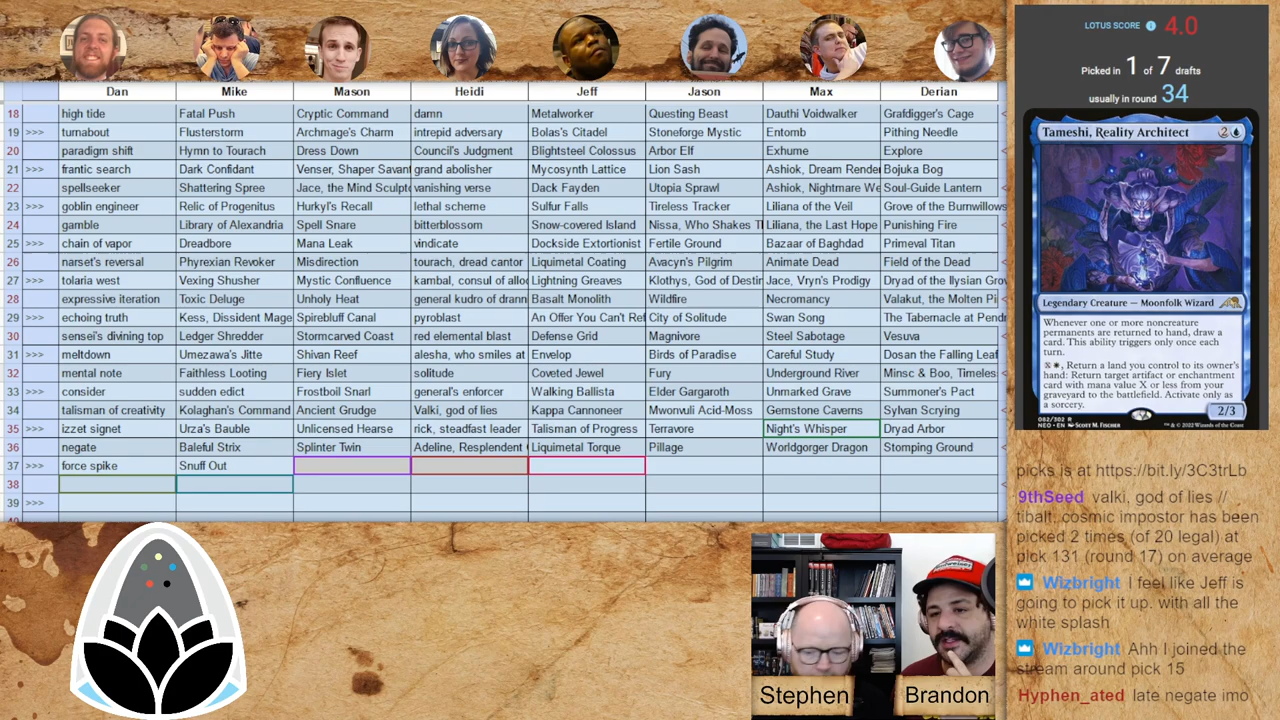 LOTUS SCORE 4.0
Picked in 1 of 7 drafts
usually in round 34
Dan Mike Mason Heidi Jeff Jason Max Derian
18 high tide Fatal Push Cryptic Command damn Metalworker Questing Beast Dauthi Voidwalker Grafdigger's Cage
19 >>> turnabout Flusterstorm Archmage's Charm intrepid adversary Bolas's Citadel Stoneforge Mystic Entomb Pithing Needle
20 paradigm shift Hymn to Tourach Dress Down Council's Judgment Blightsteel Colossus Arbor Elf Exhume Explore
21 >>> frantic search Dark Confidant Venser, Shaper Savant grand abolisher Mycosynth Lattice Lion Sash Ashiok, Dream Render Bojuka Bog
22 spellseeker Shattering Spree Jace, the Mind Sculpto vanishing verse Dack Fayden Utopia Sprawl Ashiok, Nightmare We Soul-Guide Lantern
23 >>> goblin engineer Relic of Progenitus Hurkyl's Recall lethal scheme Sulfur Falls Tireless Tracker Liliana of the Veil Grove of the Burnwillows
24 gamble Library of Alexandria Spell Snare bitterblossom Snow-covered Island Nissa, Who Shakes T Liliana, the Last Hope Punishing Fire
25 >>> chain of vapor Dreadbore Mana Leak vindicate Dockside Extortionist Fertile Ground Bazaar of Baghdad Primeval Titan
26 narset's reversal Phyrexian Revoker Misdirection tourach, dread cantor Liquimetal Coating Avacyn's Pilgrim Animate Dead Field of the Dead
27 >>> tolaria west Vexing Shusher Mystic Confluence kambal, consul of alloc Lightning Greaves Klothys, God of Destin Jace, Vryn's Prodigy Dryad of the Ilysian Gro
28 expressive iteration Toxic Deluge Unholy Heat general kudro of drann Basalt Monolith Wildfire Necromancy Valakut, the Molten Pi
29 >>> echoing truth Kess, Dissident Mage Spirebluff Canal pyroblast An Offer You Can't Ref City of Solitude Swan Song The Tabernacle at Pendr
30 sensei's divining top Ledger Shredder Stormcarved Coast red elemental blast Defense Grid Magnivore Steel Sabotage Vesuva
31 >>> meltdown Umezawa's Jitte Shivan Reef alesha, who smiles at Envelop Birds of Paradise Careful Study Dosan the Falling Leaf
32 mental note Faithless Looting Fiery Islet solitude Coveted Jewel Fury Underground River Minsc & Boo, Timeless
33 >>> consider sudden edict Frostboil Snarl general's enforcer Walking Ballista Elder Gargaroth Unmarked Grave Summoner's Pact
34 talisman of creativity Kolaghan's Command Ancient Grudge Valki, god of lies Kappa Cannoneer Mwonvuli Acid-Moss Gemstone Caverns Sylvan Scrying
35 >>> izzet signet Urza's Bauble Unlicensed Hearse rick, steadfast leader Talisman of Progress Terravore Night's Whisper Dryad Arbor
36 negate Baleful Strix Splinter Twin Adeline, Resplendent Liquimetal Torque Pillage Worldgorger Dragon Stomping Ground
37 >>> force spike Snuff Out
38
39 >>>
Tameshi, Reality Architect 2
Legendary Creature — Moonfolk Wizard
Whenever one or more noncreature
permanents are returned to hand, draw a
card. This ability triggers only once each
turn.
X, Return a land you control to its owner's
hand: Return target artifact or enchantment
card with mana value X or less from your
graveyard to the battlefield. Activate only as
a sorcery.
2/3
082/302 R
NEO • EN SCOTT M. FISCHER ™ & © 2022 Wizards of the Coast
picks is at https://bit.ly/3C3trLb
9thSeed valki, god of lies //
tibalt, cosmic impostor has been
picked 2 times (of 20 legal) at
pick 131 (round 17) on average
Wizbright I feel like Jeff is
going to pick it up. with all the
white splash
Wizbright Ahh I joined the
stream around pick 15
Hyphen_ated late negate imo
Stephen Brandon